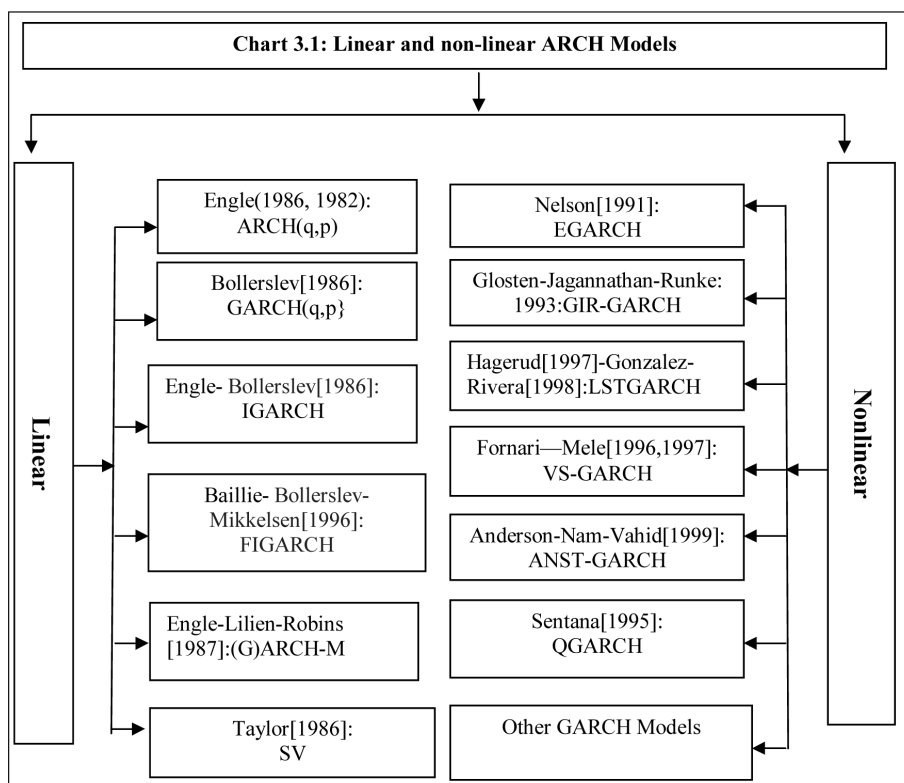 Chart 3.1: Linear and non-linear ARCH Models
Linear
Engle(1986, 1982):
ARCH(q,p)
Bollerslev[1986]:
GARCH(q,p}
Engle- Bollerslev[1986]:
IGARCH
Baillie- Bollerslev-
Mikkelsen[1996]:
FIGARCH
Engle-Lilien-Robins
[1987]:(G)ARCH-M
Taylor[1986]:
SV
Nelson[1991]:
EGARCH
Glosten-Jagannathan-Runke:
1993:GIR-GARCH
Hagerud[1997]-Gonzalez-
Rivera[1998]:LSTGARCH
Fornari—Mele[1996,1997]:
VS-GARCH
Anderson-Nam-Vahid[1999]:
ANST-GARCH
Sentana[1995]:
QGARCH
Other GARCH Models
Nonlinear